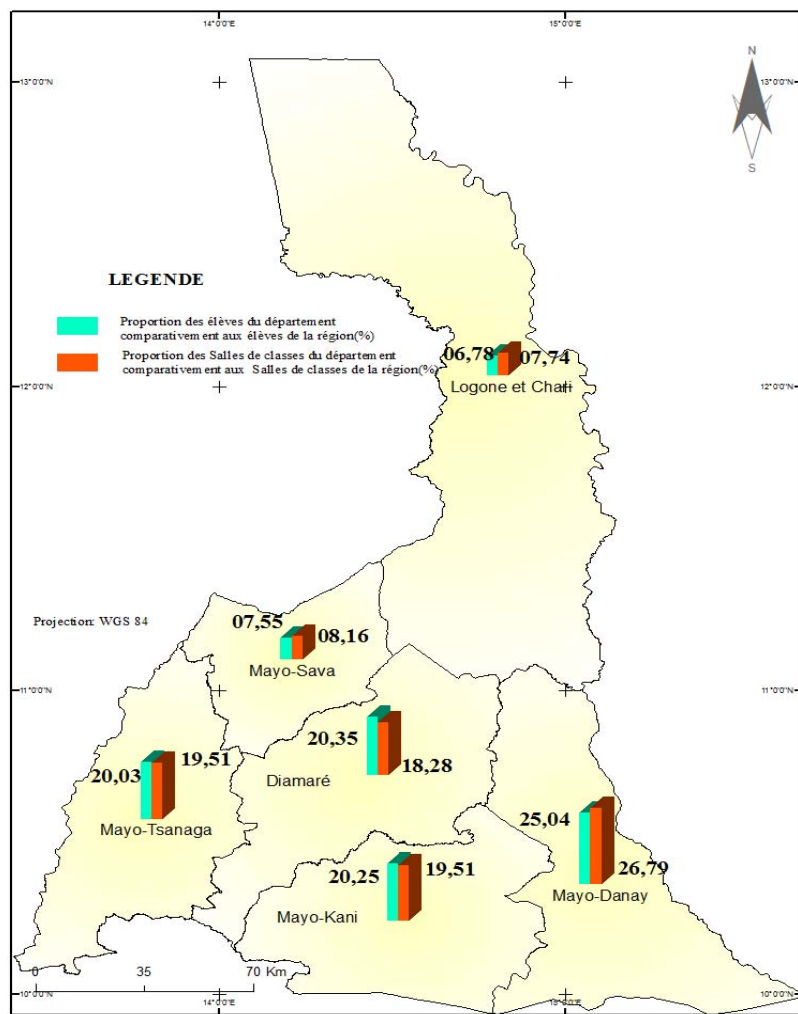 14°0'0"E 15°0'0"E
N
13°0'0"N 13°0'0"N
S
LEGENDE
Proportion des élèves du département
comparativement aux élèves de la région(%)
Proportion des Salles de classes du département
comparativement aux Salles de classes de la région(%)
06,78 07,74
Logone et Chari
12°0'0"N 12°0'0"N
Projection: WGS 84
07,55 08,16
Mayo-Sava
11°0'0"N 11°0'0"N
20,35 18,28
Diamaré
20,03 19,51
Mayo-Tsanaga
25,04 26,79
Mayo-Danay
20,25 19,51
Mayo-Kani
0 35 70 Km
10°0'0"N 10°0'0"N
14°0'0"E 15°0'0"E